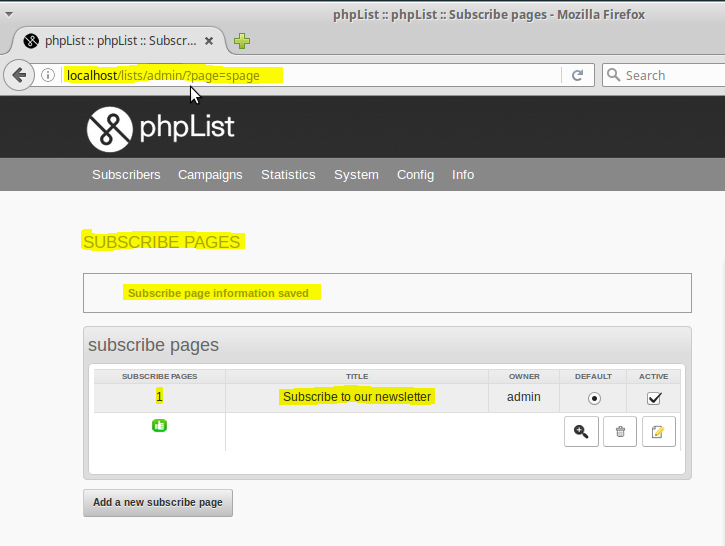 phpList :: phpList :: Subscribe pages - Mozilla Firefox
phpList :: phpList :: Subscr...
localhost/lists/admin/?page=spage
Search
phpList
Subscribers Campaigns Statistics System Config Info
SUBSCRIBE PAGES
Subscribe page information saved
subscribe pages
SUBSCRIBE PAGES TITLE OWNER DEFAULT ACTIVE
1 Subscribe to our newsletter admin
Add a new subscribe page